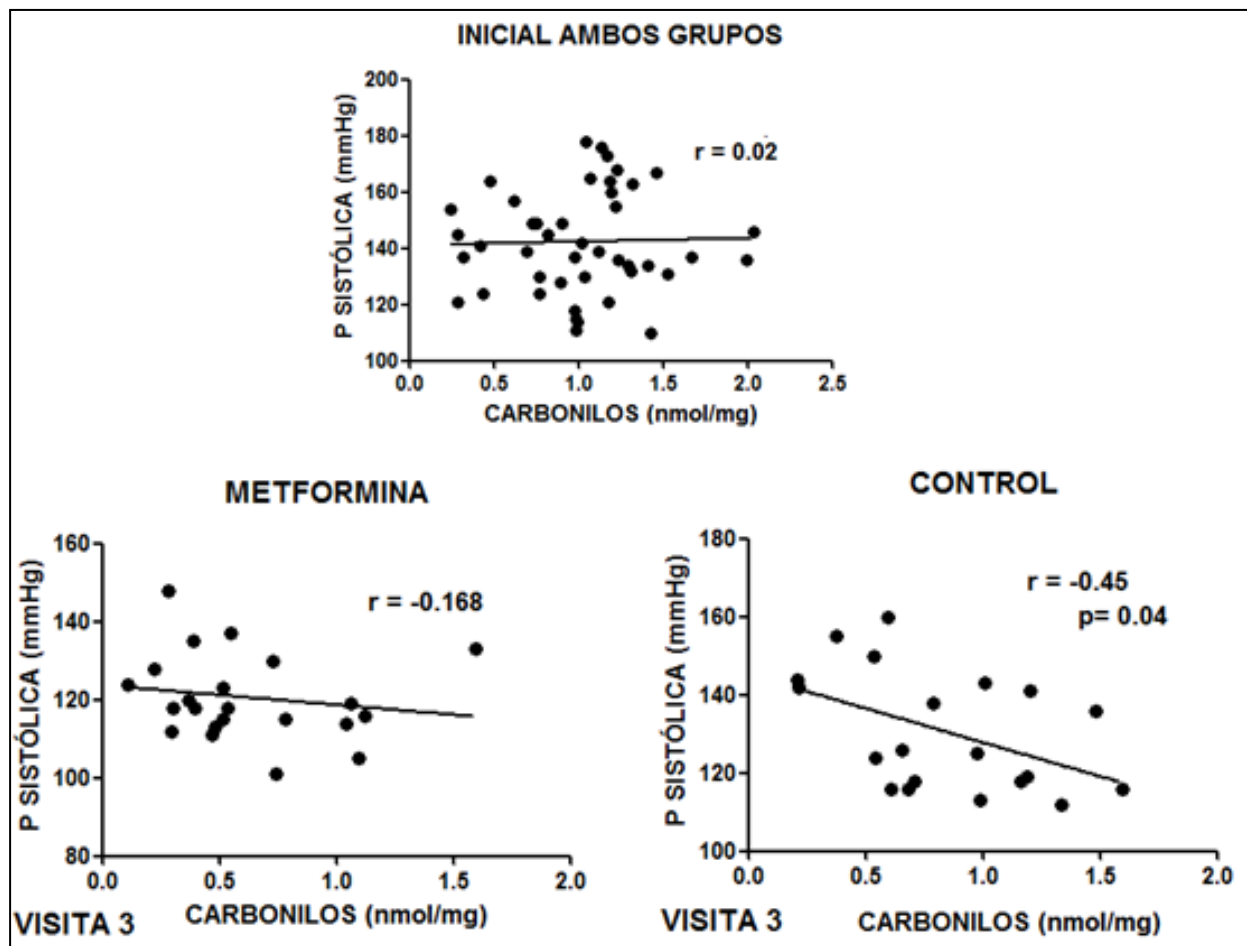 INICIAL AMBOS GRUPOS
200
180
160
140
120
100
P SISTÓLICA (mmHg)
r = 0.02
0.0 0.5 1.0 1.5 2.0 2.5
CARBONILOS (nmol/mg)
METFORMINA
160
140
120
100
80
P SISTÓLICA (mmHg)
r = -0.168
0.0 0.5 1.0 1.5 2.0
VISITA 3 CARBONILOS (nmol/mg)
CONTROL
180
160
140
120
100
P SISTÓLICA (mmHg)
r = -0.45
p= 0.04
0.0 0.5 1.0 1.5 2.0
VISITA 3 CARBONILOS (nmol/mg)